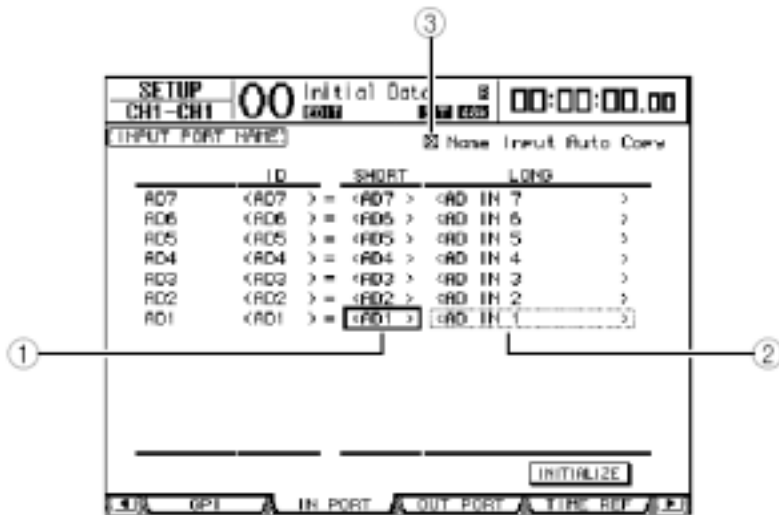 3
SETUP
CH1-CH1
00
Initial Data
EDIT
00:00:00.00
INPUT PORT NAME
Name Input Auto Copy
ID SHORT LONG
AD7 <AD7 > = <AD7 > <AD IN 7 >
AD6 <AD6 > = <AD6 > <AD IN 6 >
AD5 <AD5 > = <AD5 > <AD IN 5 >
AD4 <AD4 > = <AD4 > <AD IN 4 >
AD3 <AD3 > = <AD3 > <AD IN 3 >
AD2 <AD2 > = <AD2 > <AD IN 2 >
AD1 <AD1 > = <AD1 > <AD IN 1 >
1
2
INITIALIZE
GPI IN PORT OUT PORT TIME REF